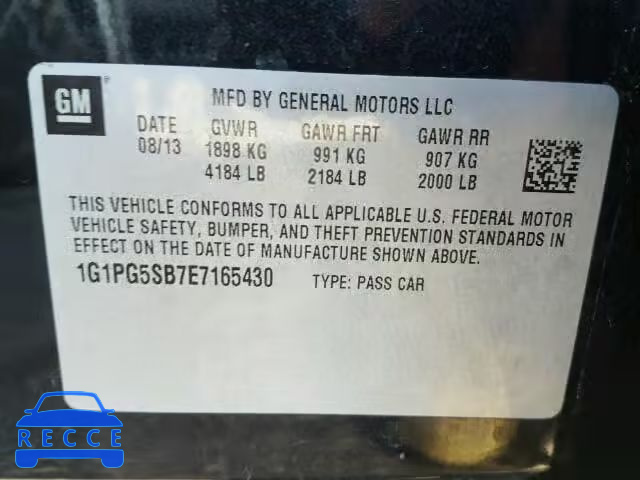 GM
MFD BY GENERAL MOTORS LLC
DATE GVWR GAWR FRT GAWR RR
08/13 1898 KG 991 KG 907 KG
4184 LB 2184 LB 2000 LB
THIS VEHICLE CONFORMS TO ALL APPLICABLE U.S. FEDERAL MOTOR
VEHICLE SAFETY, BUMPER, AND THEFT PREVENTION STANDARDS IN
EFFECT ON THE DATE OF MANUFACTURE SHOWN ABOVE.
1G1PG5SB7E7165430 TYPE: PASS CAR
RECCE